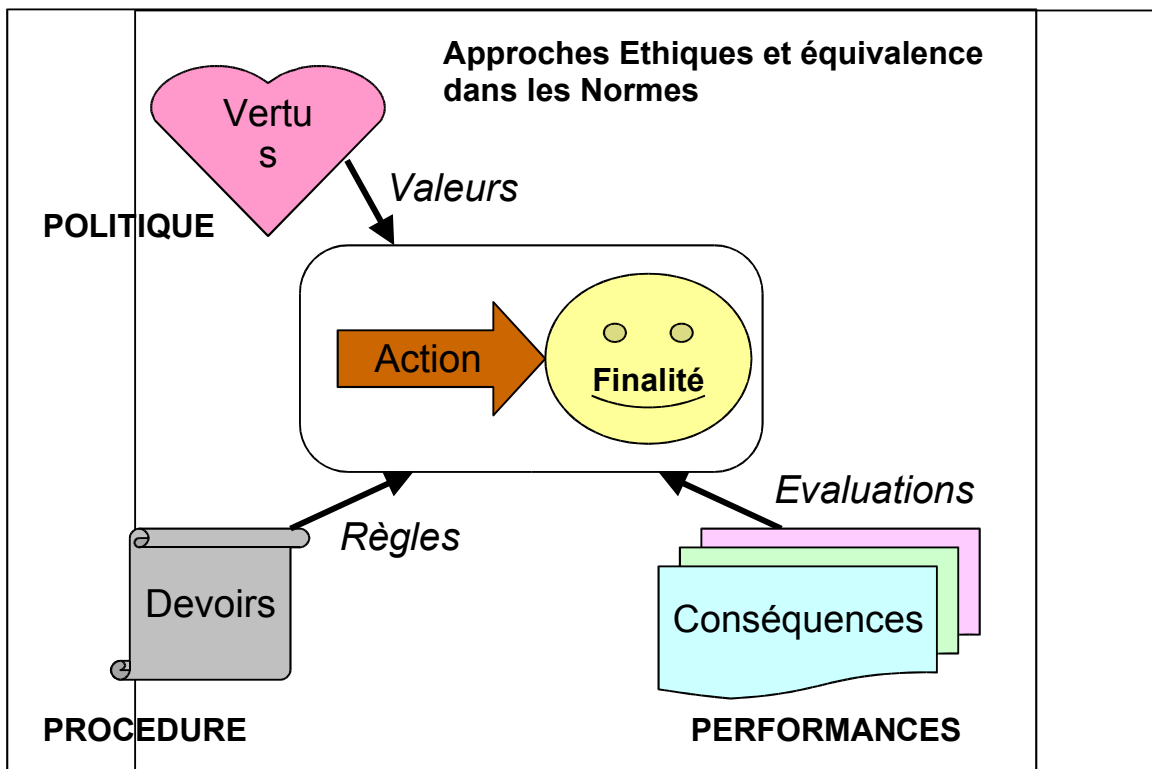 Approches Ethiques et équivalence
dans les Normes
Vertu
s
Valeurs
POLITIQUE
Action
Finalité
Evaluations
Règles
Devoirs
Conséquences
PROCEDURE
PERFORMANCES